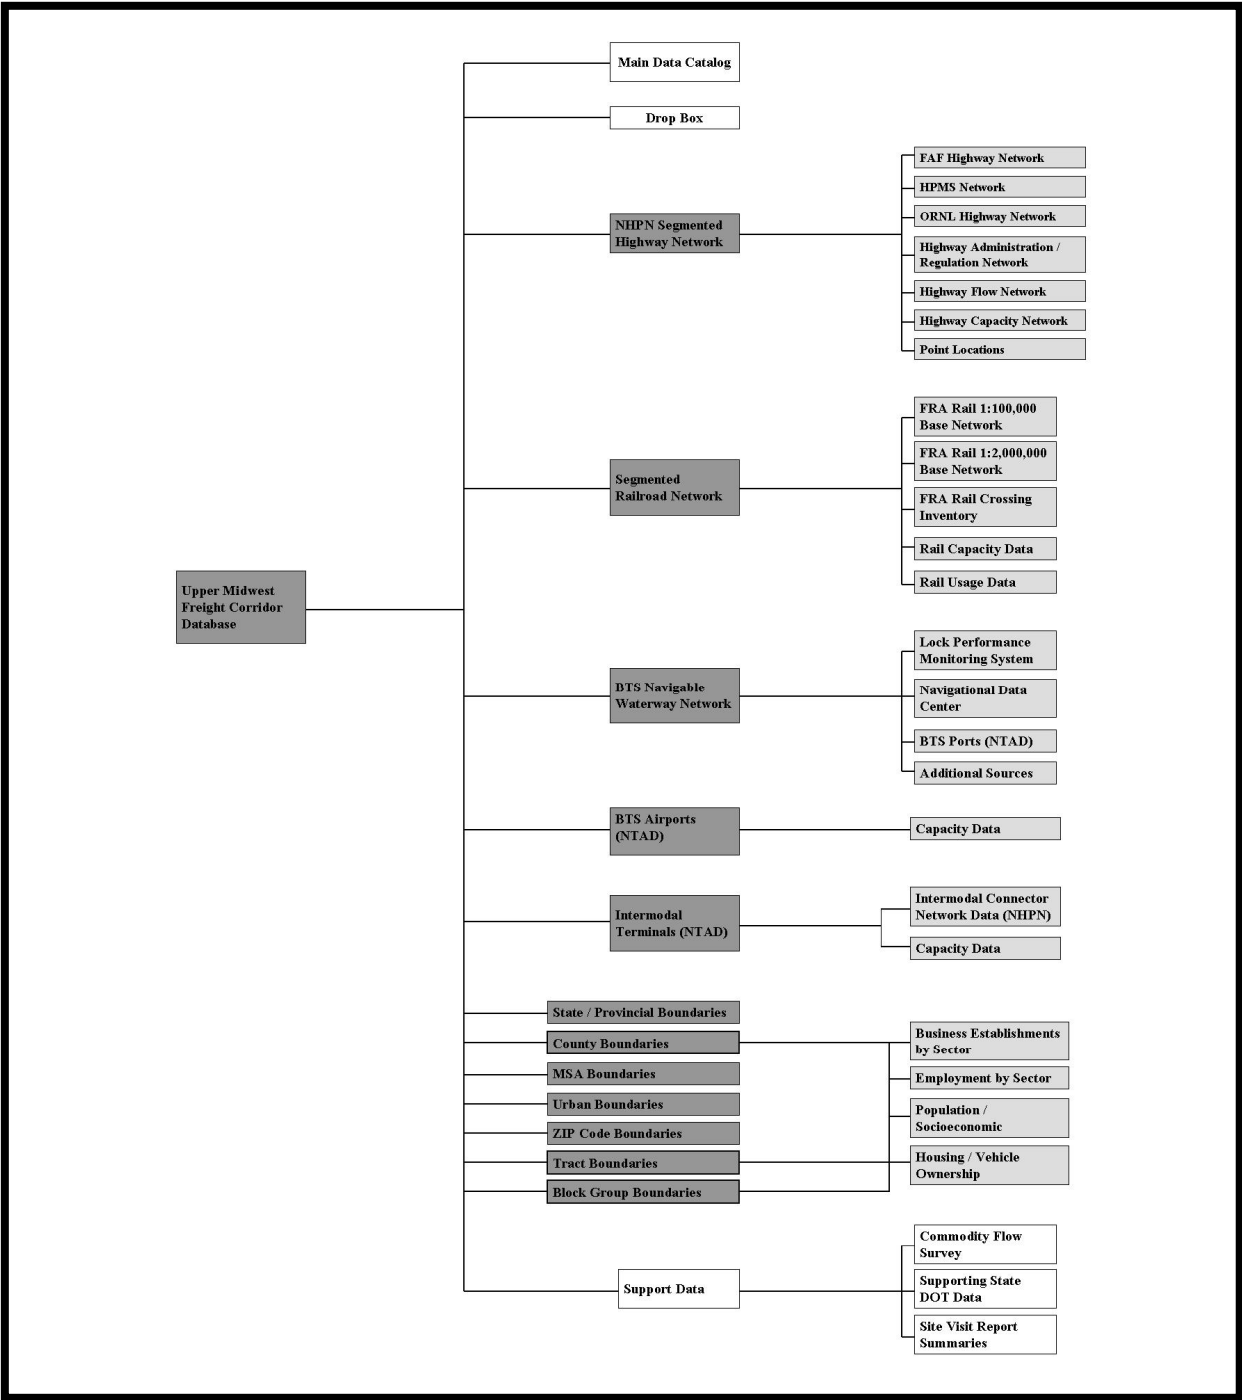 Main Data Catalog
Drop Box
NHPN Segmented
Highway Network
FAF Highway Network
HPMS Network
ORNL Highway Network
Highway Administration /
Regulation Network
Highway Flow Network
Highway Capacity Network
Point Locations
Segmented
Railroad Network
FRA Rail 1:100,000
Base Network
FRA Rail 1:2,000,000
Base Network
FRA Rail Crossing
Inventory
Rail Capacity Data
Rail Usage Data
Upper Midwest
Freight Corridor
Database
BTS Navigable
Waterway Network
Lock Performance
Monitoring System
Navigational Data
Center
BTS Ports (NTAD)
Additional Sources
BTS Airports
(NTAD)
Capacity Data
Intermodal
Terminals (NTAD)
Intermodal Connector
Network Data (NHPN)
Capacity Data
State / Provincial Boundaries
County Boundaries
MSA Boundaries
Urban Boundaries
ZIP Code Boundaries
Tract Boundaries
Block Group Boundaries
Business Establishments
by Sector
Employment by Sector
Population /
Socioeconomic
Housing / Vehicle
Ownership
Support Data
Commodity Flow
Survey
Supporting State
DOT Data
Site Visit Report
Summaries